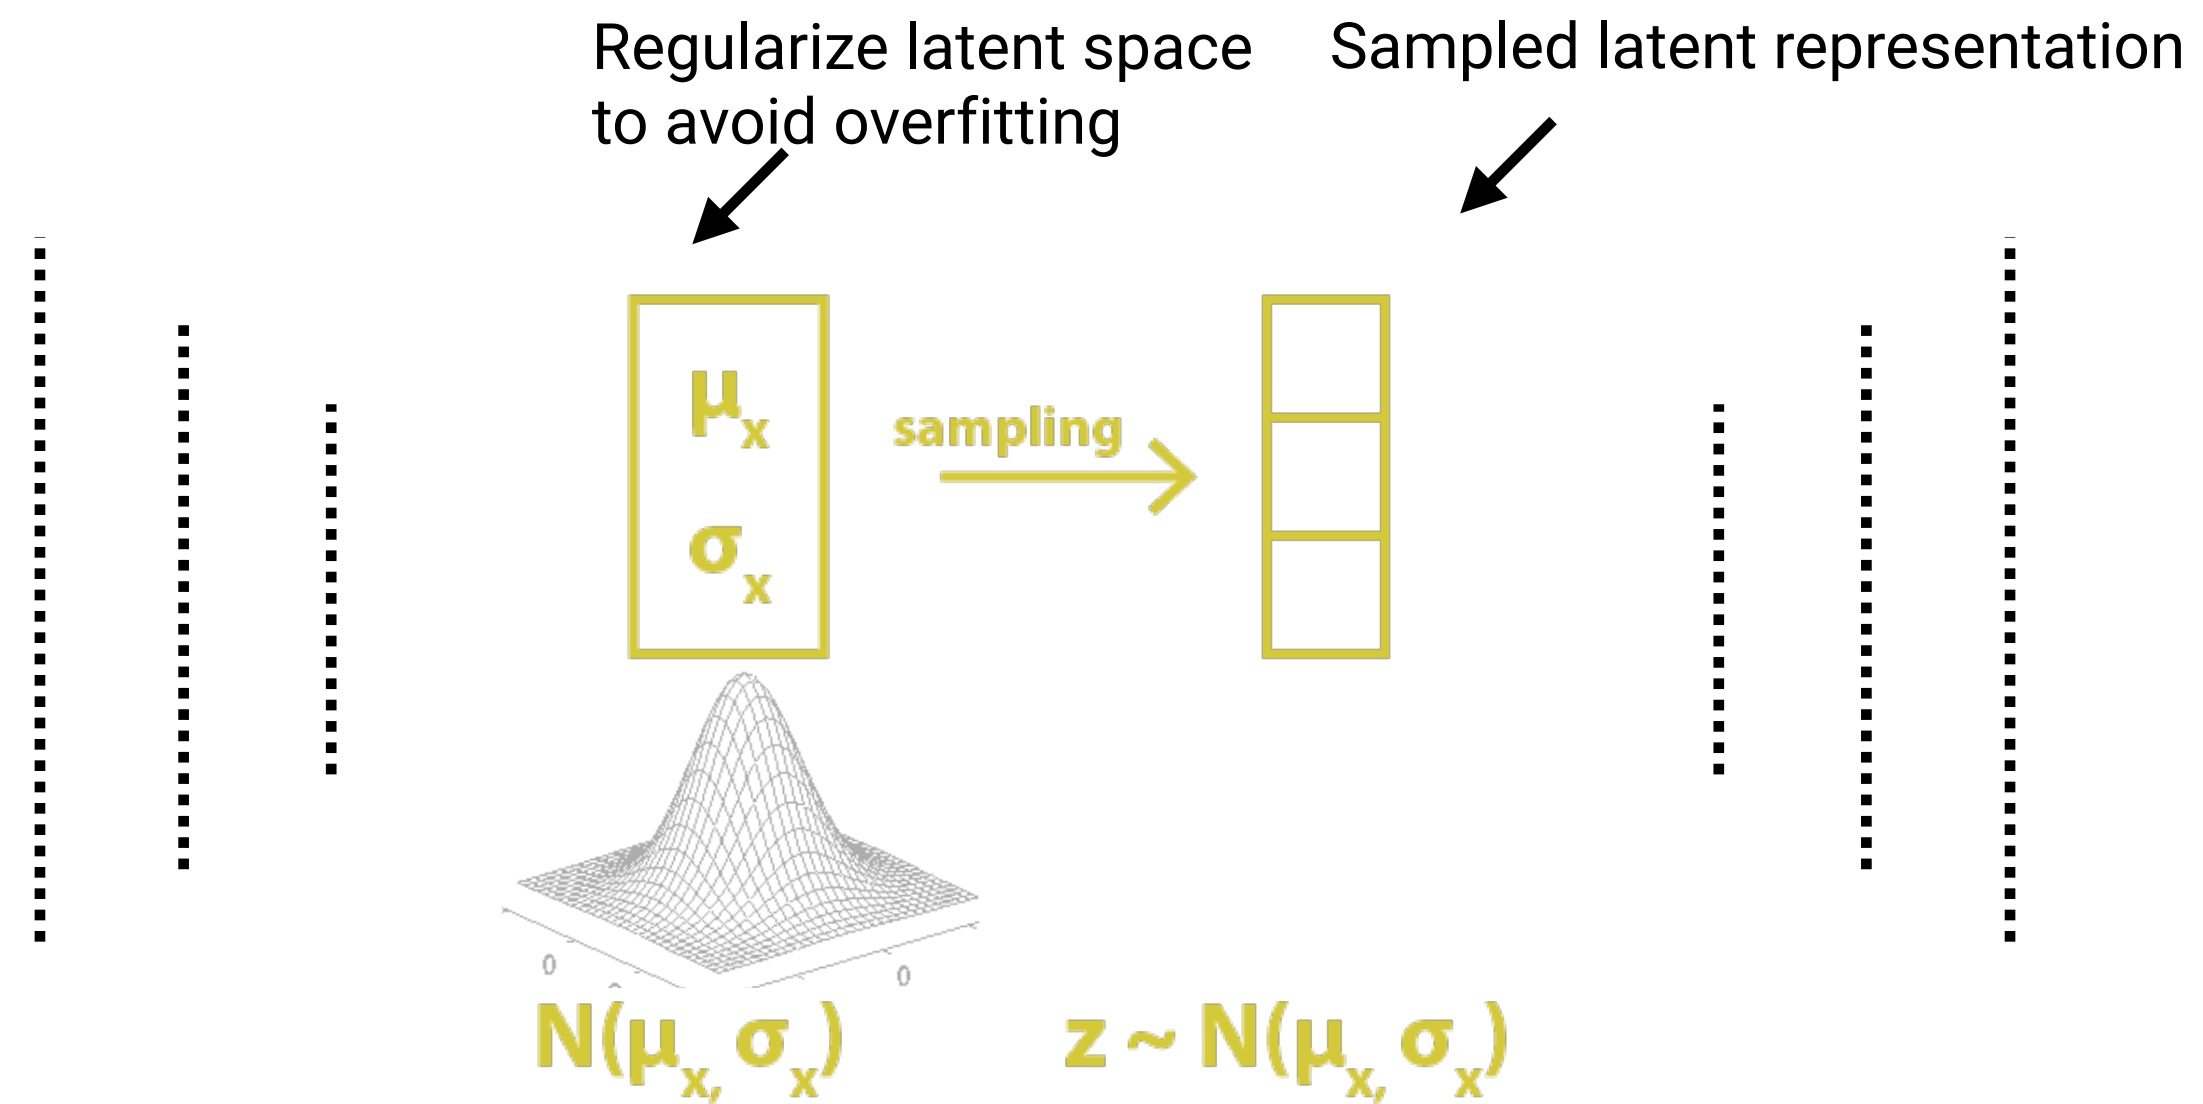 Regularize latent space
to avoid overfitting
Sampled latent representation
μx
σx
sampling
0
0
N(μx, σx)
z ~ N(μx, σx)